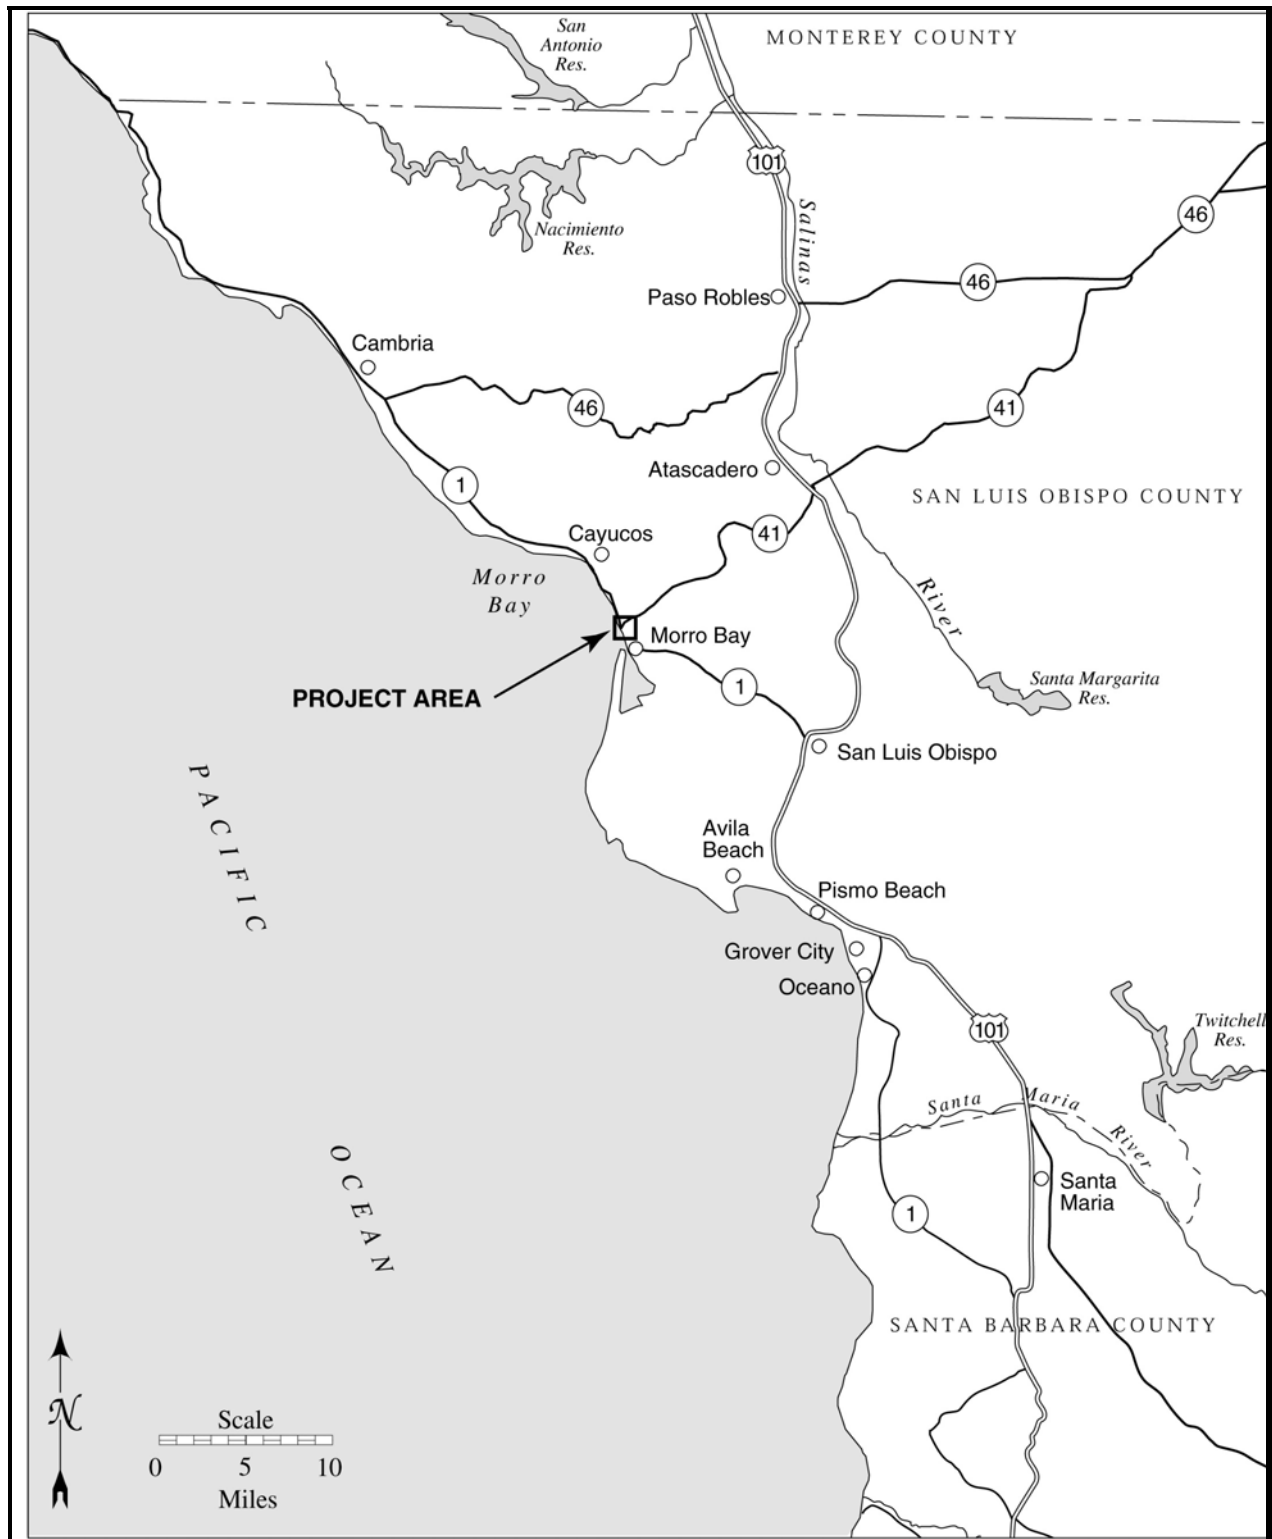 San
Antonio
Res.
MONTEREY COUNTY
101
Salinas
46
Nacimiento
Res.
46
Paso Robles
Cambria
46
41
Atascadero
SAN LUIS OBISPO COUNTY
1
Cayucos
41
Morro
Bay
River
Morro Bay
PROJECT AREA
1
Santa Margarita
Res.
San Luis Obispo
PACIFIC
Avila
Beach
Pismo Beach
Grover City
Oceano
101
Twitchell
Res.
Santa Maria River
OCEAN
Santa
Maria
1
SANTA BARBARA COUNTY
N
Scale
0 5 10
Miles